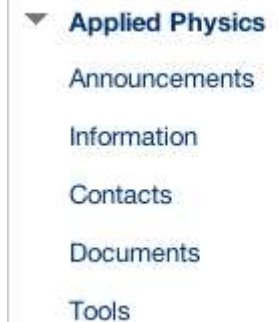 Applied Physics
Announcements
Information
Contacts
Documents
Tools